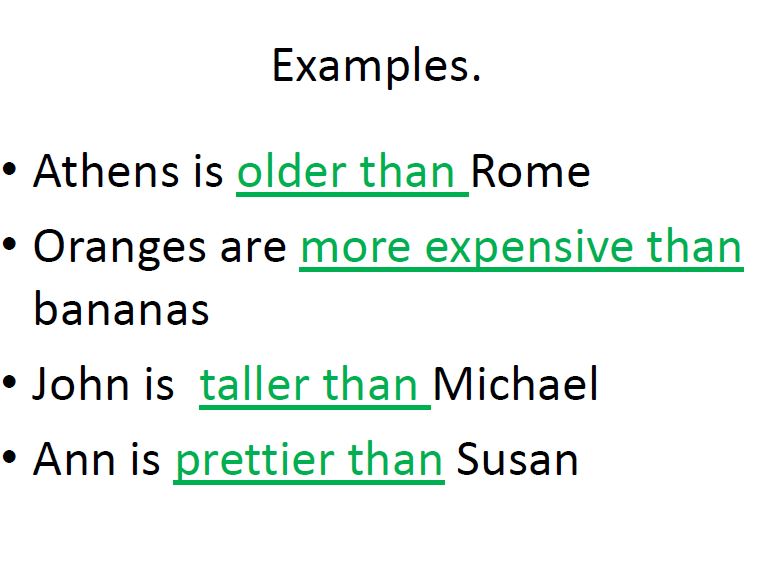 Examples.
• Athens is older than Rome
• Oranges are more expensive than
bananas
• John is  taller than Michael
• Ann is prettier than Susan